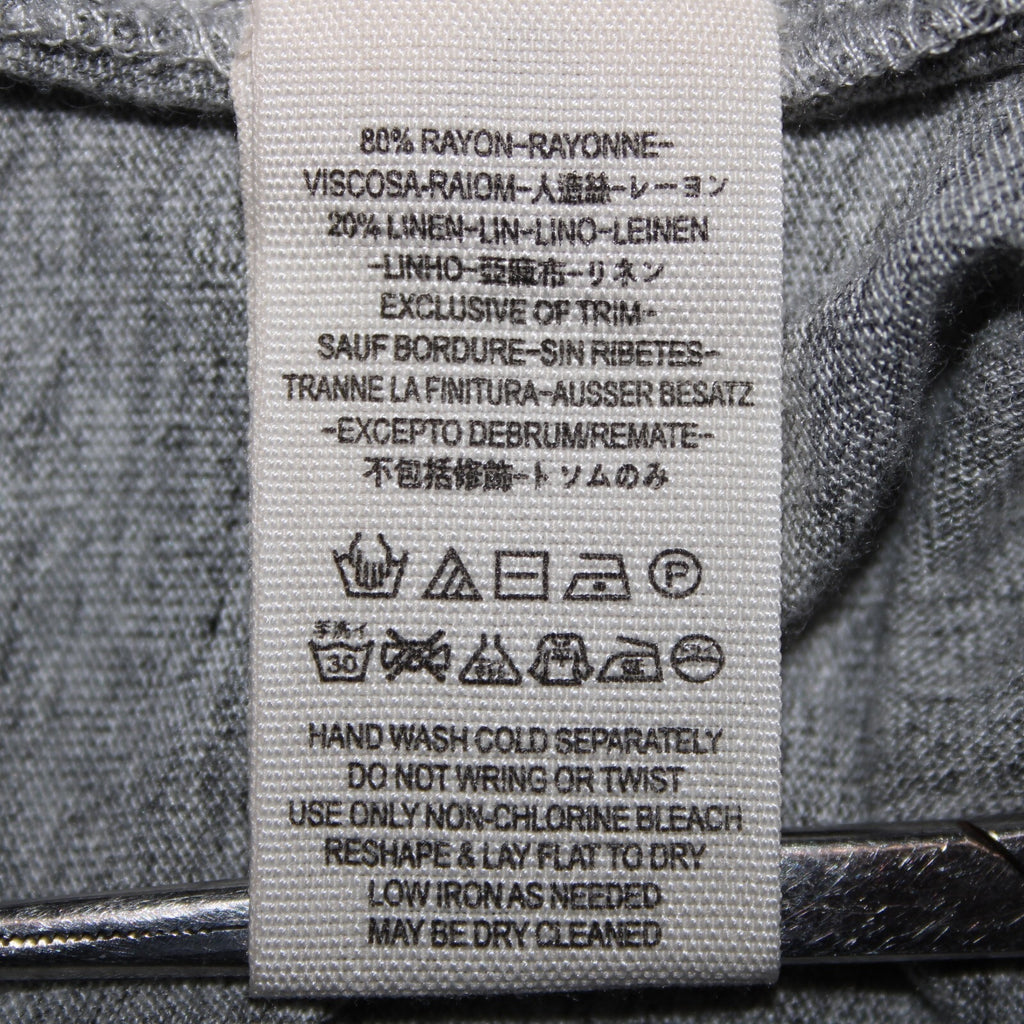 80% RAYON-RAYONNE-
VISCOSA-RAIOM-人造絲-レーヨン
20% LINEN-LIN-LINO-LEINEN
-LINHO-亞麻布-リネン
EXCLUSIVE OF TRIM-
SAUF BORDURE-SIN RIBETES-
TRANNE LA FINITURA-AUSSER BESATZ
-EXCEPTO DEBRUM/REMATE-
不包括修飾-トソムのみ
P
手洗イ
30
HAND WASH COLD SEPARATELY
DO NOT WRING OR TWIST
USE ONLY NON-CHLORINE BLEACH
RESHAPE & LAY FLAT TO DRY
LOW IRON AS NEEDED
MAY BE DRY CLEANED